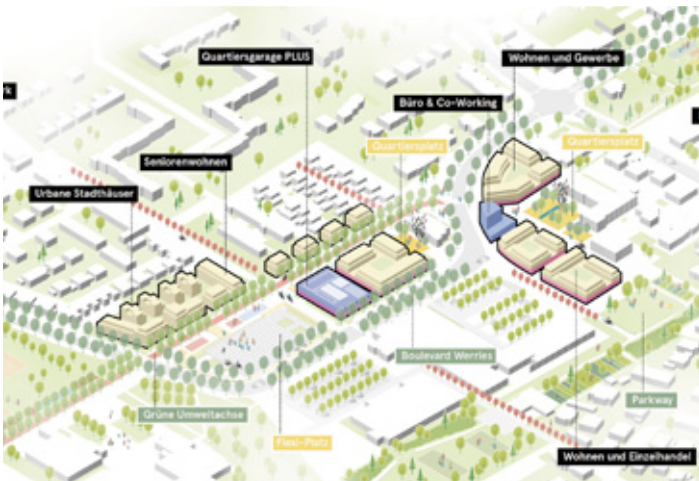 Quartiersgarage PLUS
Wohnen und Gewerbe
rk
Büro & Co-Working
Quartiersplatz
Quartiersplatz
Seniorenwohnen
Urbane Stadthäuser
Boulevard Werries
Parkway
Grüne Umweltachse
Flexi-Platz
Wohnen und Einzelhandel